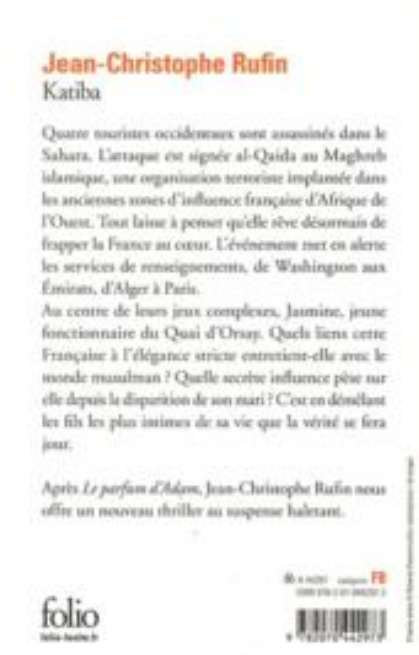 Jean-Christophe Rufin
Katiba
Quatre touristes occidentaux sont assassinés dans le
Sahara. L'attaque est signée al-Qaida au Maghreb
islamique, une organisation terroriste implantée dans
les anciennes zones d'influence française d'Afrique de
l'Ouest. Tout laisse à penser qu'elle rêve désormais de
frapper la France au cœur. L'événement met en alerte
les services de renseignements, de Washington aux
Émirats, d'Alger à Paris.
Au centre de leurs jeux complexes, Jasmine, jeune
fonctionnaire du Quai d'Orsay. Quels liens cette
Française à l'élégance stricte entretient-elle avec le
monde musulman ? Quelle secrète influence pèse sur
elle depuis la disparition de son mari ? C'est en démêlant
les fils les plus intimes de sa vie que la vérité se fera
jour.
Après Le parfum d'Adam, Jean-Christophe Rufin nous
offre un nouveau thriller au suspense haletant.
catégorie F8
folio
folio-lesite.fr